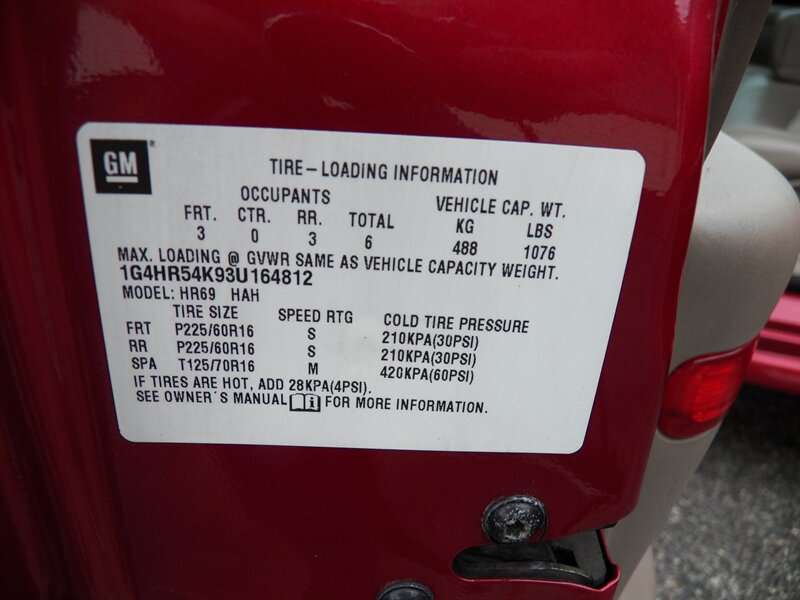 GM
TIRE-LOADING INFORMATION
OCCUPANTS VEHICLE CAP. WT.
FRT. CTR. RR. TOTAL KG LBS
3 0 3 6 488 1076
MAX. LOADING @ GVWR SAME AS VEHICLE CAPACITY WEIGHT.
1G4HR54K93U164812
MODEL: HR69 HAH
TIRE SIZE SPEED RTG COLD TIRE PRESSURE
FRT P225/60R16 S 210KPA(30PSI)
RR P225/60R16 S 210KPA(30PSI)
SPA T125/70R16 M 420KPA(60PSI)
IF TIRES ARE HOT, ADD 28KPA(4PSI).
SEE OWNER'S MANUAL i FOR MORE INFORMATION.